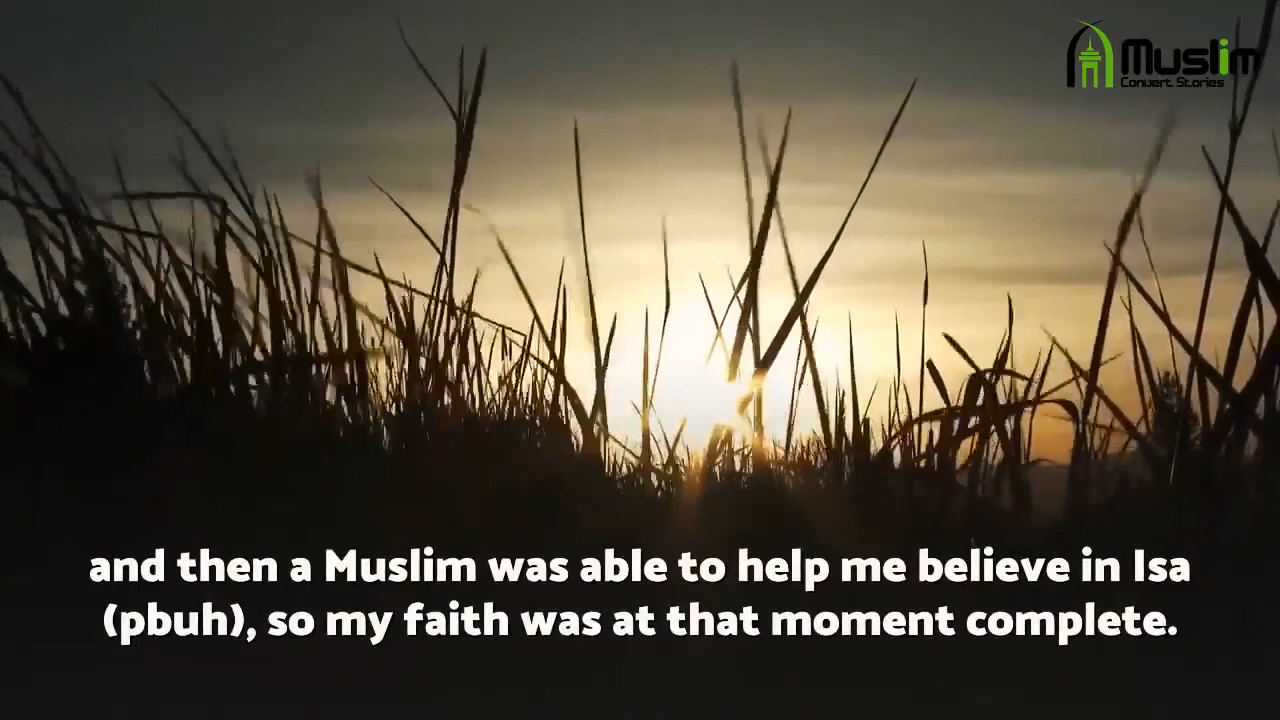 Muslim
Convert Stories
and then a Muslim was able to help me believe in Isa
(pbuh), so my faith was at that moment complete.